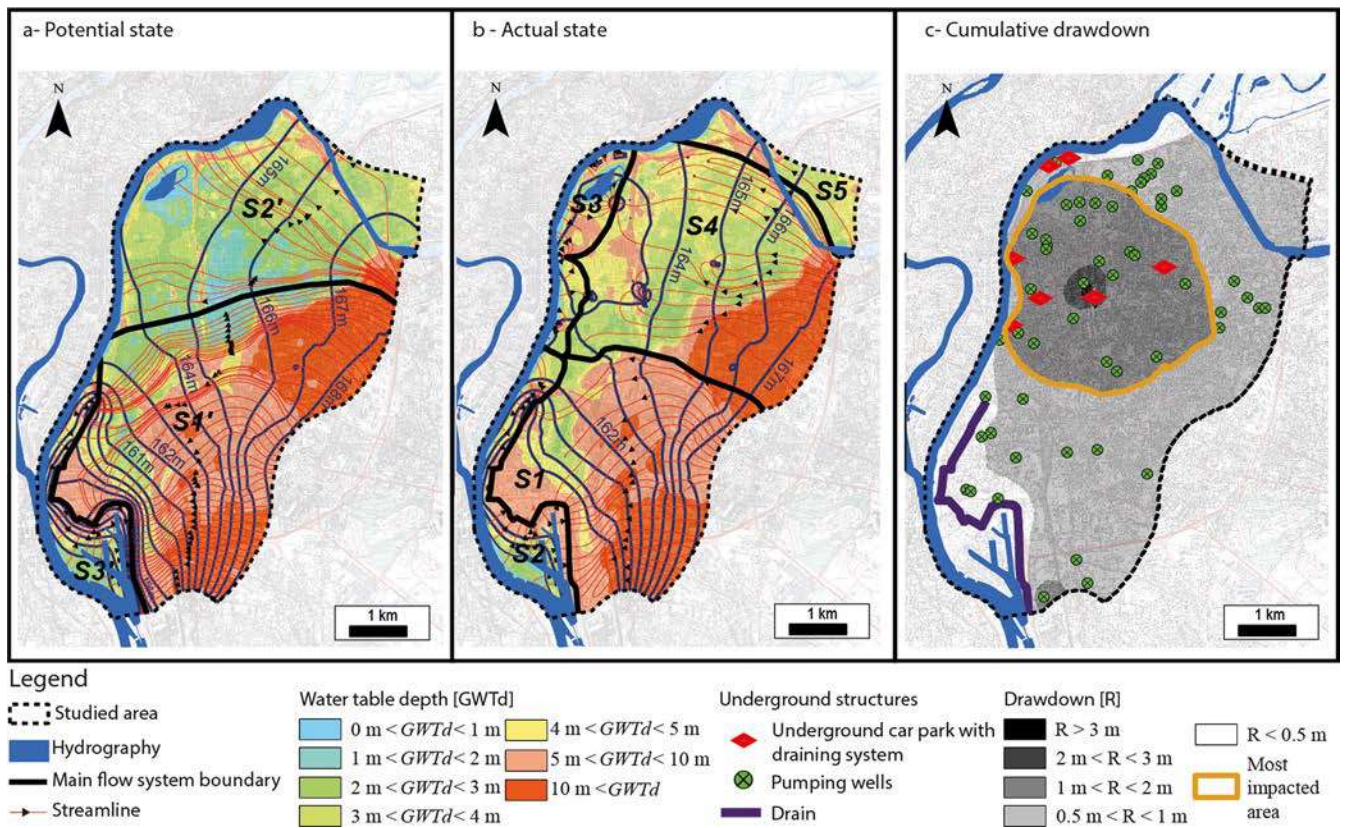 a- Potential state
b - Actual state
c- Cumulative drawdown
N
165m
S2'
166m
167m
164m
168m
S1'
162m
161m
S3'
1 km
N
S3
S5
165m
S4
166m
164m
167m
162m
S1
S2
1 km
N
1 km
Legend
Studied area
Hydrography
Main flow system boundary
Streamline
Water table depth [GWTd]
0 m < GWTd < 1 m
1 m < GWTd < 2 m
2 m < GWTd < 3 m
3 m < GWTd < 4 m
4 m < GWTd < 5 m
5 m < GWTd < 10 m
10 m < GWTd
Underground structures
Underground car park with
draining system
Pumping wells
Drain
Drawdown [R]
R > 3 m
2 m < R < 3 m
1 m < R < 2 m
0.5 m < R < 1 m
R < 0.5 m
Most
impacted
area